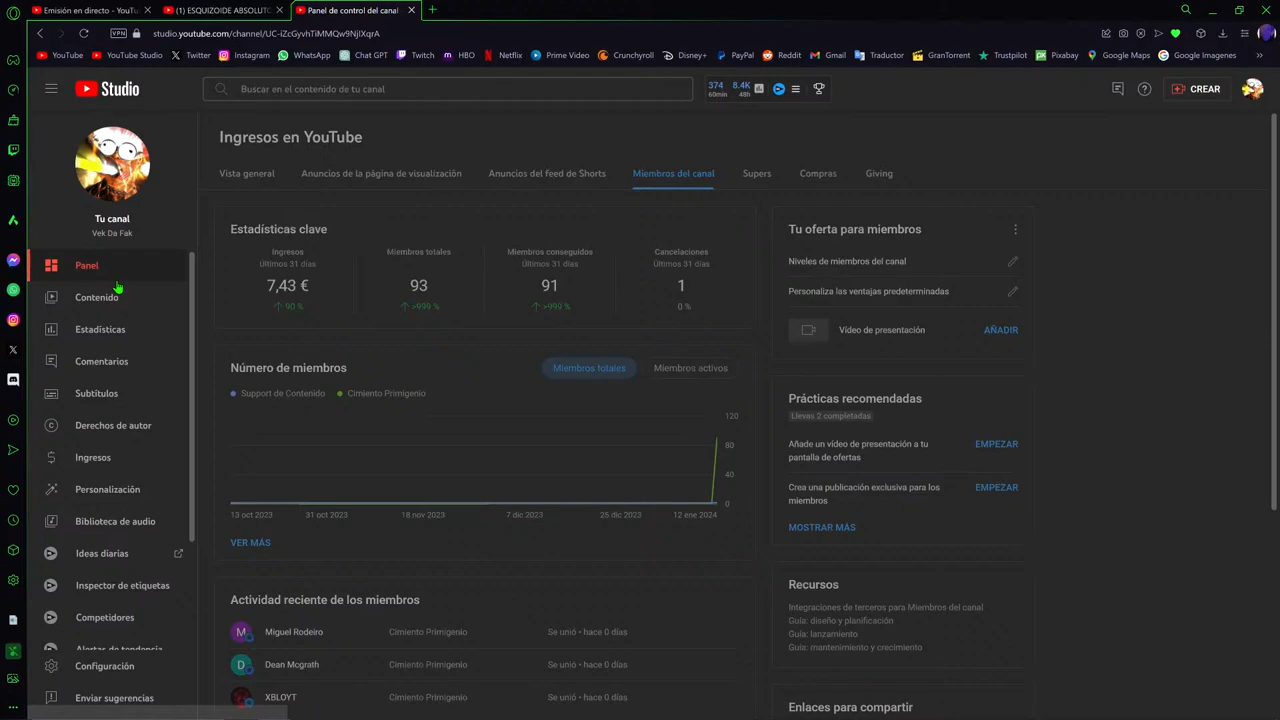 Emisión en directo - YouTu
(1) ESQUIZOIDE ABSOLUTO
Panel de control del canal
VPN
studio.youtube.com/channel/UC-iZcGyvhTiMMQw9NjIXqrA
YouTube
YouTube Studio
Twitter
Instagram
WhatsApp
Chat GPT
Twitch
HBO
Netflix
Prime Video
Crunchyroll
Disney+
PayPal
Reddit
Gmail
Traductor
GranTorrent
Trustpilot
Pixabay
Google Maps
Google Imagenes
Studio
Buscar en el contenido de tu canal
374
60min
8.4K
48h
CREAR
Tu canal
Vek Da Fak
Panel
Contenido
Estadísticas
Comentarios
Subtítulos
Derechos de autor
Ingresos
Personalización
Biblioteca de audio
Ideas diarias
Inspector de etiquetas
Competidores
Alertas de tendencia
Configuración
Enviar sugerencias
Ingresos en YouTube
Vista general
Anuncios de la página de visualización
Anuncios del feed de Shorts
Miembros del canal
Supers
Compras
Giving
Estadísticas clave
Ingresos
Últimos 31 días
7,43 €
90 %
Miembros totales
93
>999 %
Miembros conseguidos
Últimos 31 días
91
>999 %
Cancelaciones
Últimos 31 días
1
0 %
Número de miembros
Miembros totales
Miembros activos
Support de Contenido
Cimiento Primigenio
120
80
40
0
13 oct 2023
31 oct 2023
18 nov 2023
7 dic 2023
25 dic 2023
12 ene 2024
VER MÁS
Actividad reciente de los miembros
M
Miguel Rodeiro
Cimiento Primigenio
Se unió • hace 0 días
D
Dean Mcgrath
Cimiento Primigenio
Se unió • hace 0 días
XBLOYT
Cimiento Primigenio
Se unió • hace 0 días
Tu oferta para miembros
Niveles de miembros del canal
Personaliza las ventajas predeterminadas
Vídeo de presentación
AÑADIR
Prácticas recomendadas
Llevas 2 completadas
Añade un vídeo de presentación a tu
pantalla de ofertas
EMPEZAR
Crea una publicación exclusiva para los
miembros
EMPEZAR
MOSTRAR MÁS
Recursos
Integraciones de terceros para Miembros del canal
Guía: diseño y planificación
Guía: lanzamiento
Guía: mantenimiento y crecimiento
Enlaces para compartir